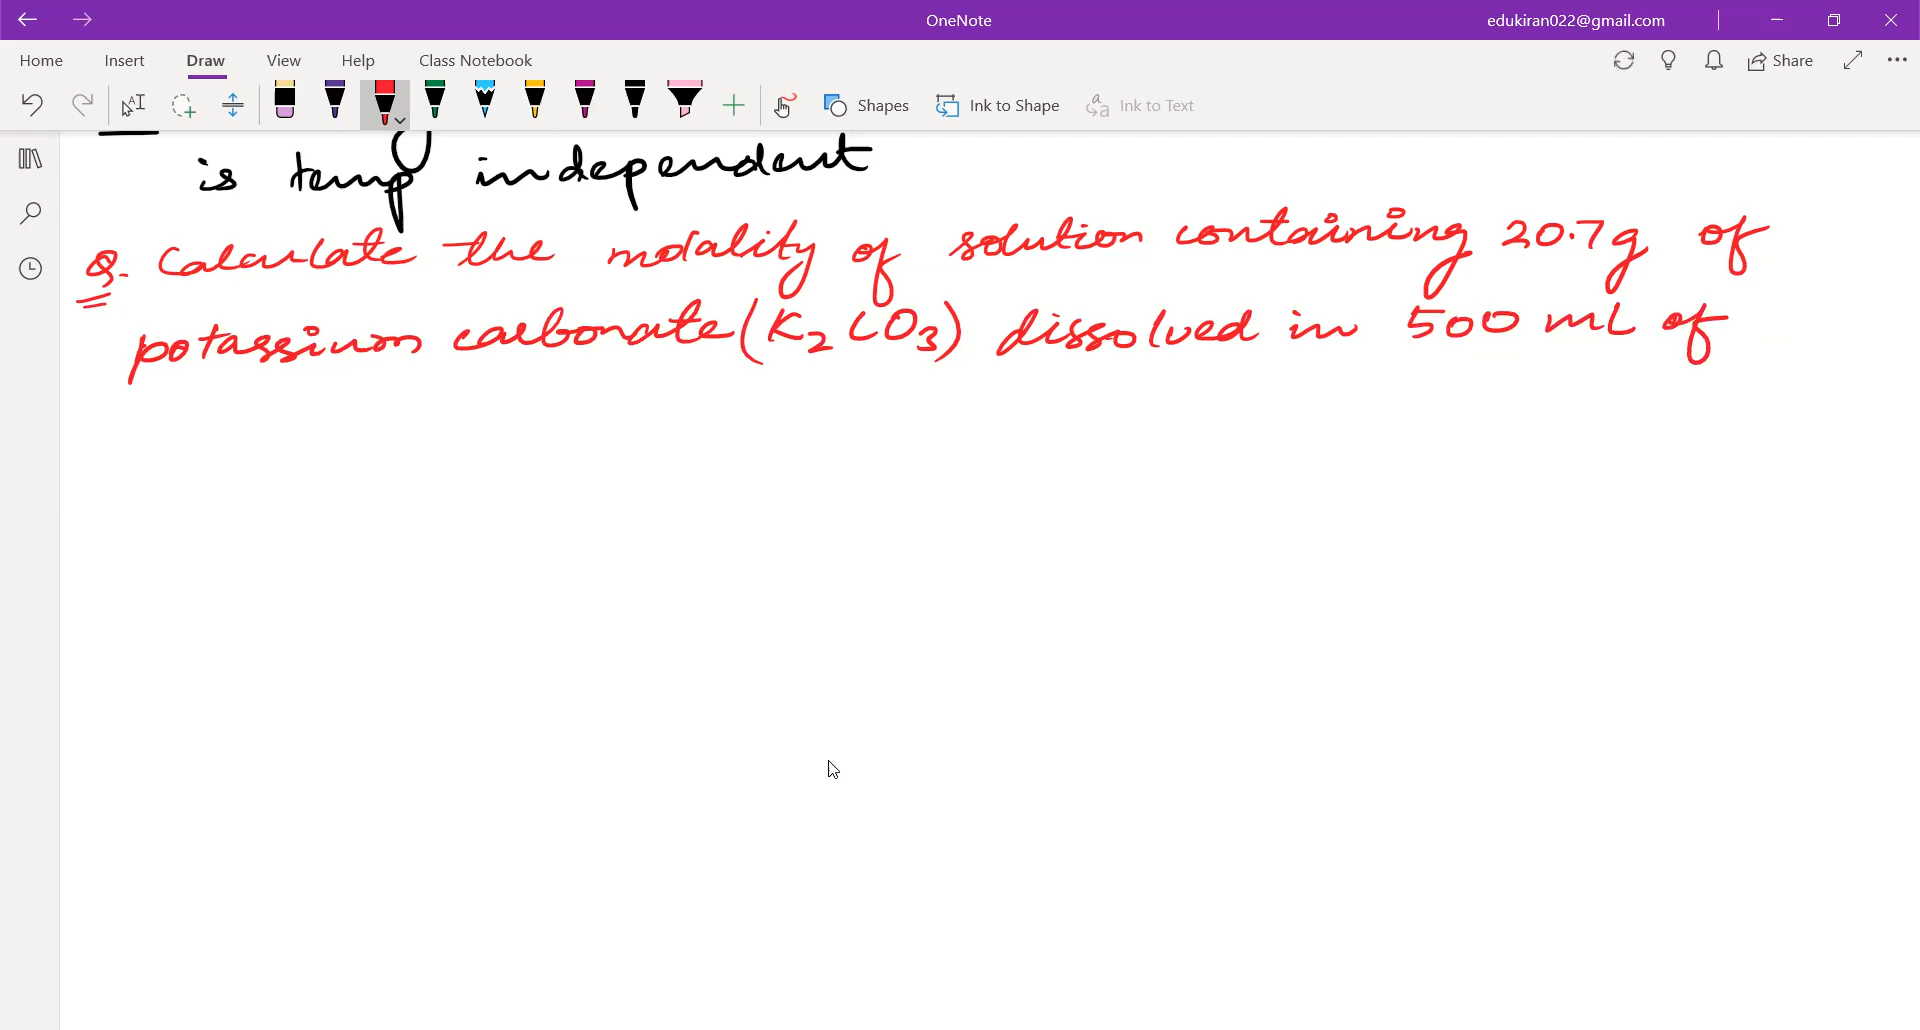 OneNote
edukiran022@gmail.com
Home Insert Draw View Help Class Notebook
Share
Shapes Ink to Shape Ink to Text
is temp independent
Q. Calculate the molality of solution containing 20.7g of
potassium carbonate (K2CO3) dissolved in 500 mL of